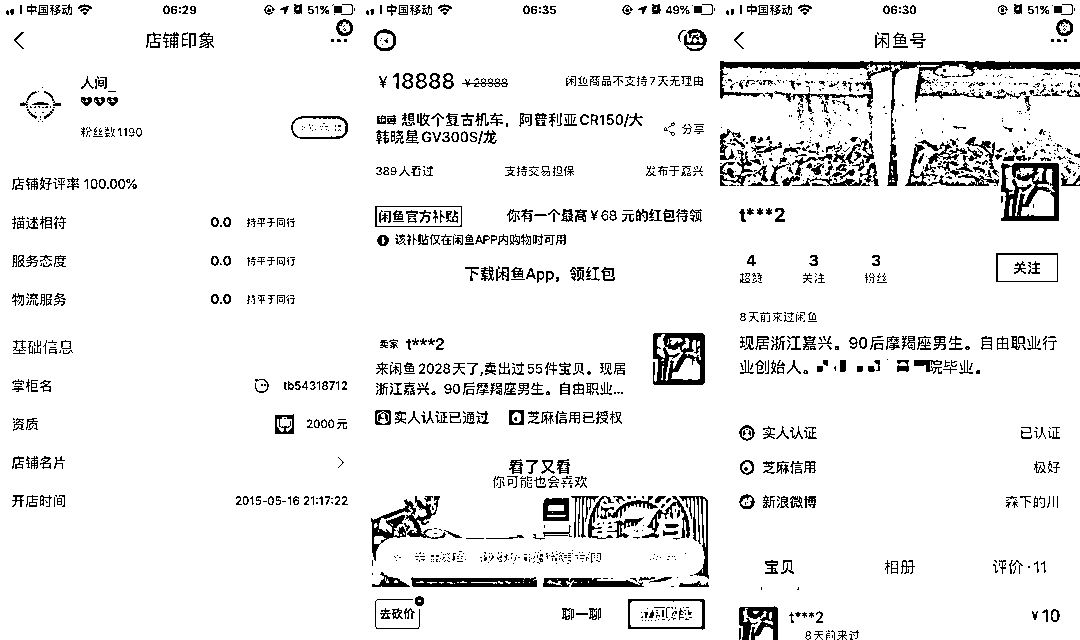 中国移动 06:29 51%
店铺印象
人间_
粉丝数1190
店铺好评率 100.00%
描述相符 0.0 持平于同行
服务态度 0.0 持平于同行
物流服务 0.0 持平于同行
基础信息
掌柜名 tb54318712
资质 2000元
店铺名片
开店时间 2015-05-16 21:17:22
中国移动 06:35 49%
¥18888 ¥28888 闲鱼商品不支持7天无理由
想收个复古机车，阿普利亚CR150/大
韩晓星GV300S/龙
分享
389人看过 支持交易担保 发布于嘉兴
闲鱼官方补贴 你有一个最高¥68元的红包待领
该补贴仅在闲鱼APP内购物时可用
下载闲鱼App，领红包
卖家 t***2
来闲鱼2028天了,卖出过55件宝贝。现居
浙江嘉兴。90后摩羯座男生。自由职业...
实人认证已通过 芝麻信用已授权
看了又看
你可能也会喜欢
去砍价 聊一聊
中国移动 06:30 51%
闲鱼号
t***2
4 3 3
超赞 关注 粉丝
关注
8天前来过闲鱼
现居浙江嘉兴。90后摩羯座男生。自由职业行
业创始人。 院毕业。
实人认证 已认证
芝麻信用 极好
新浪微博 森下的川
宝贝 相册 评价·11
t***2 ¥10
8天前来过